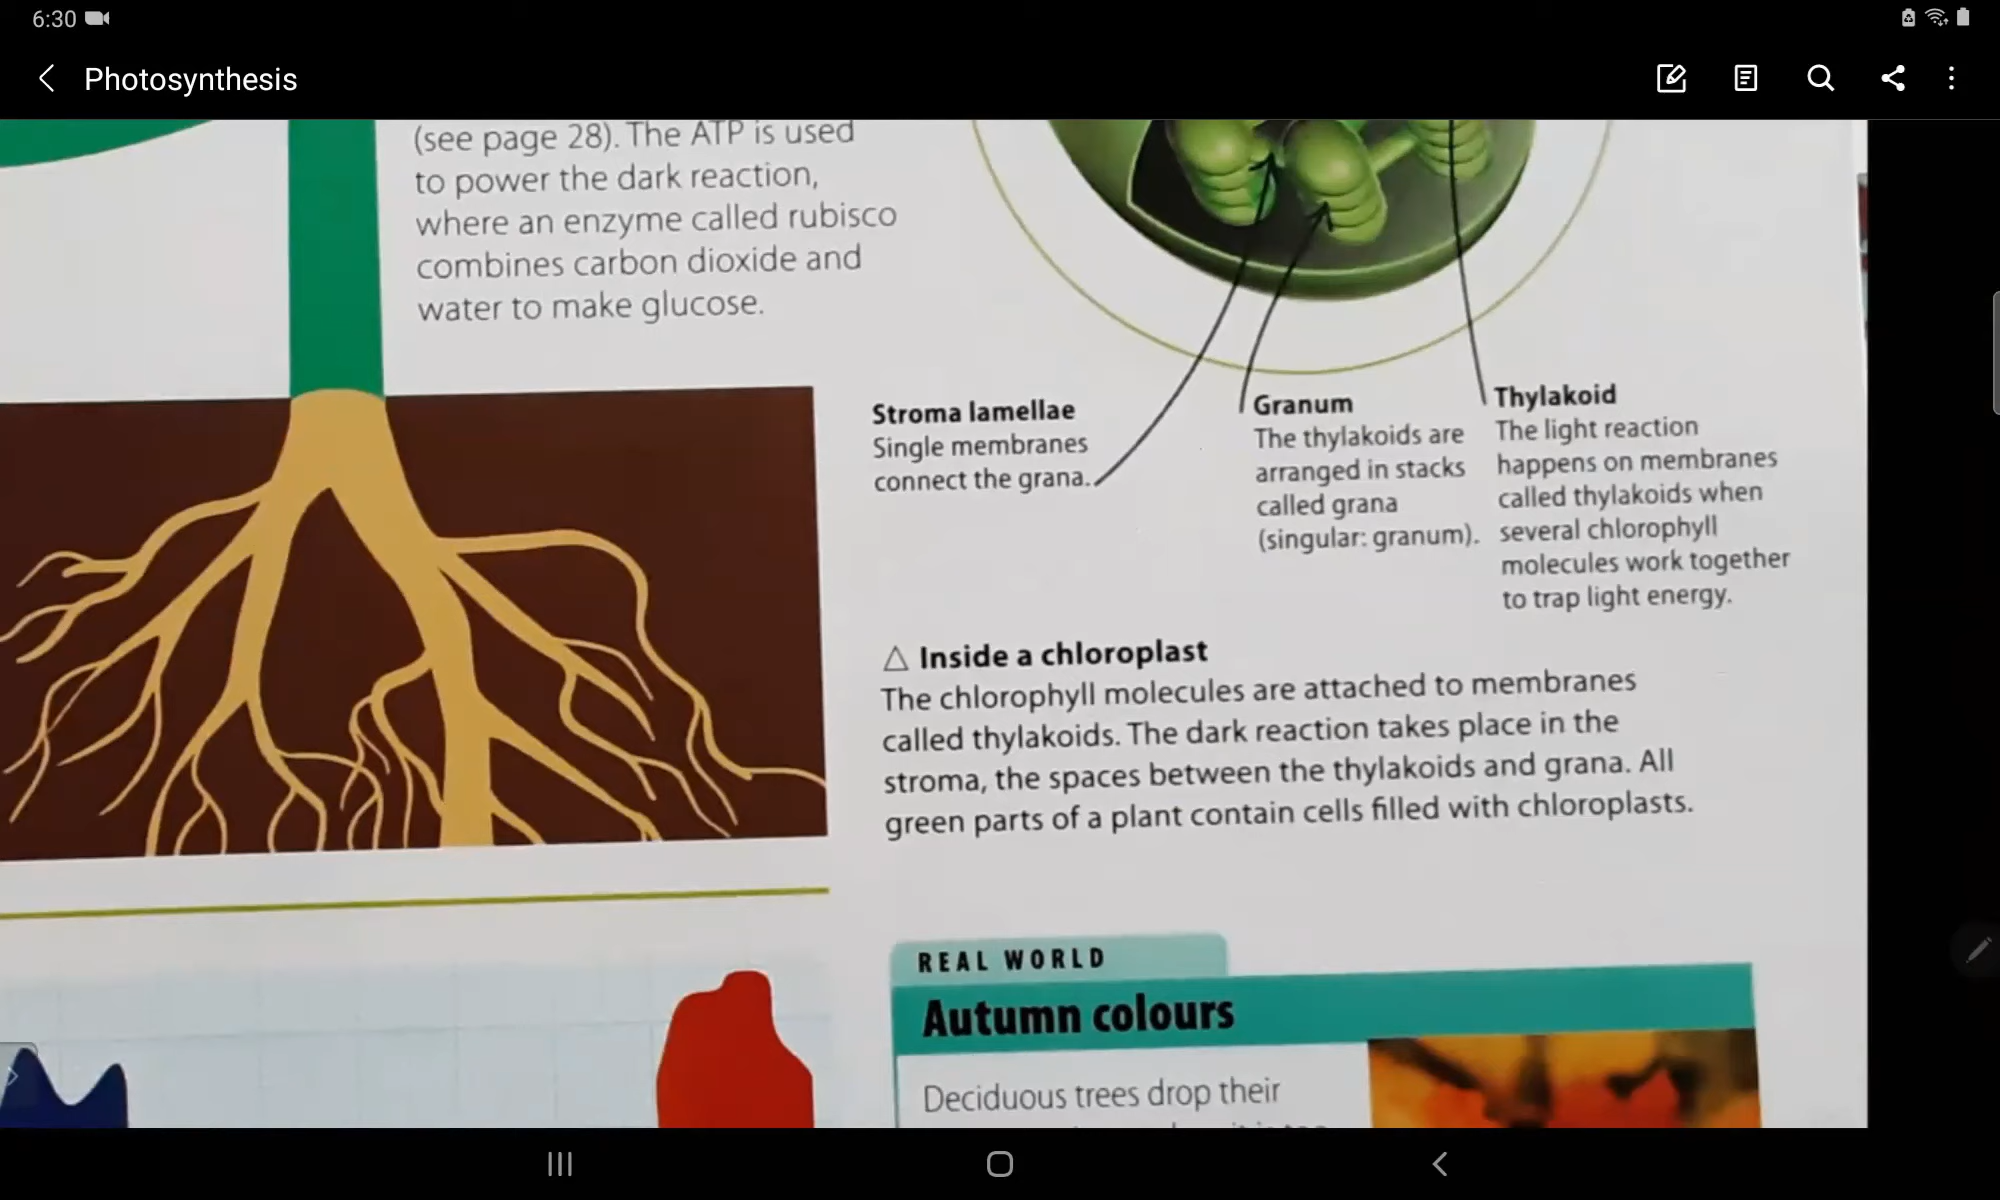 6:30
Photosynthesis
(see page 28). The ATP is used
to power the dark reaction,
where an enzyme called rubisco
combines carbon dioxide and
water to make glucose.
Stroma lamellae
Single membranes
connect the grana.
Granum
The thylakoids are
arranged in stacks
called grana
(singular: granum).
Thylakoid
The light reaction
happens on membranes
called thylakoids when
several chlorophyll
molecules work together
to trap light energy.
△ Inside a chloroplast
The chlorophyll molecules are attached to membranes
called thylakoids. The dark reaction takes place in the
stroma, the spaces between the thylakoids and grana. All
green parts of a plant contain cells filled with chloroplasts.
REAL WORLD
Autumn colours
Deciduous trees drop their